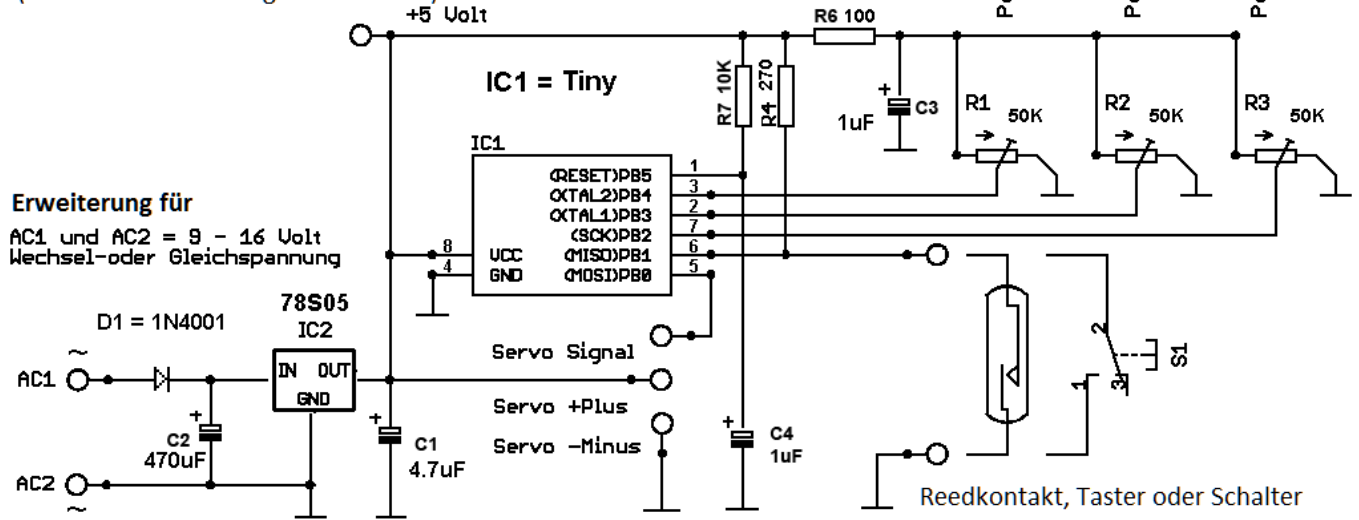 +5 Volt
R6 100
IC1 = Tiny
R7 10K
R4 270
+
C3
1uF
R1
50K
R2
50K
R3
50K
IC1
(RESET)PB5 1
(XTAL2)PB4 3
(XTAL1)PB3 2
(SCK)PB2 7
8 VCC (MISO)PB1 6
4 GND (MOSI)PB0 5
Erweiterung für
AC1 und AC2 = 9 - 16 Volt
Wechsel-oder Gleichspannung
78S05
IC2
D1 = 1N4001
~
AC1
IN OUT
GND
+
C2
470uF
+
C1
4.7uF
AC2
~
Servo Signal
Servo +Plus
Servo -Minus
+
C4
1uF
2
1
3
S1
Reedkontakt, Taster oder Schalter